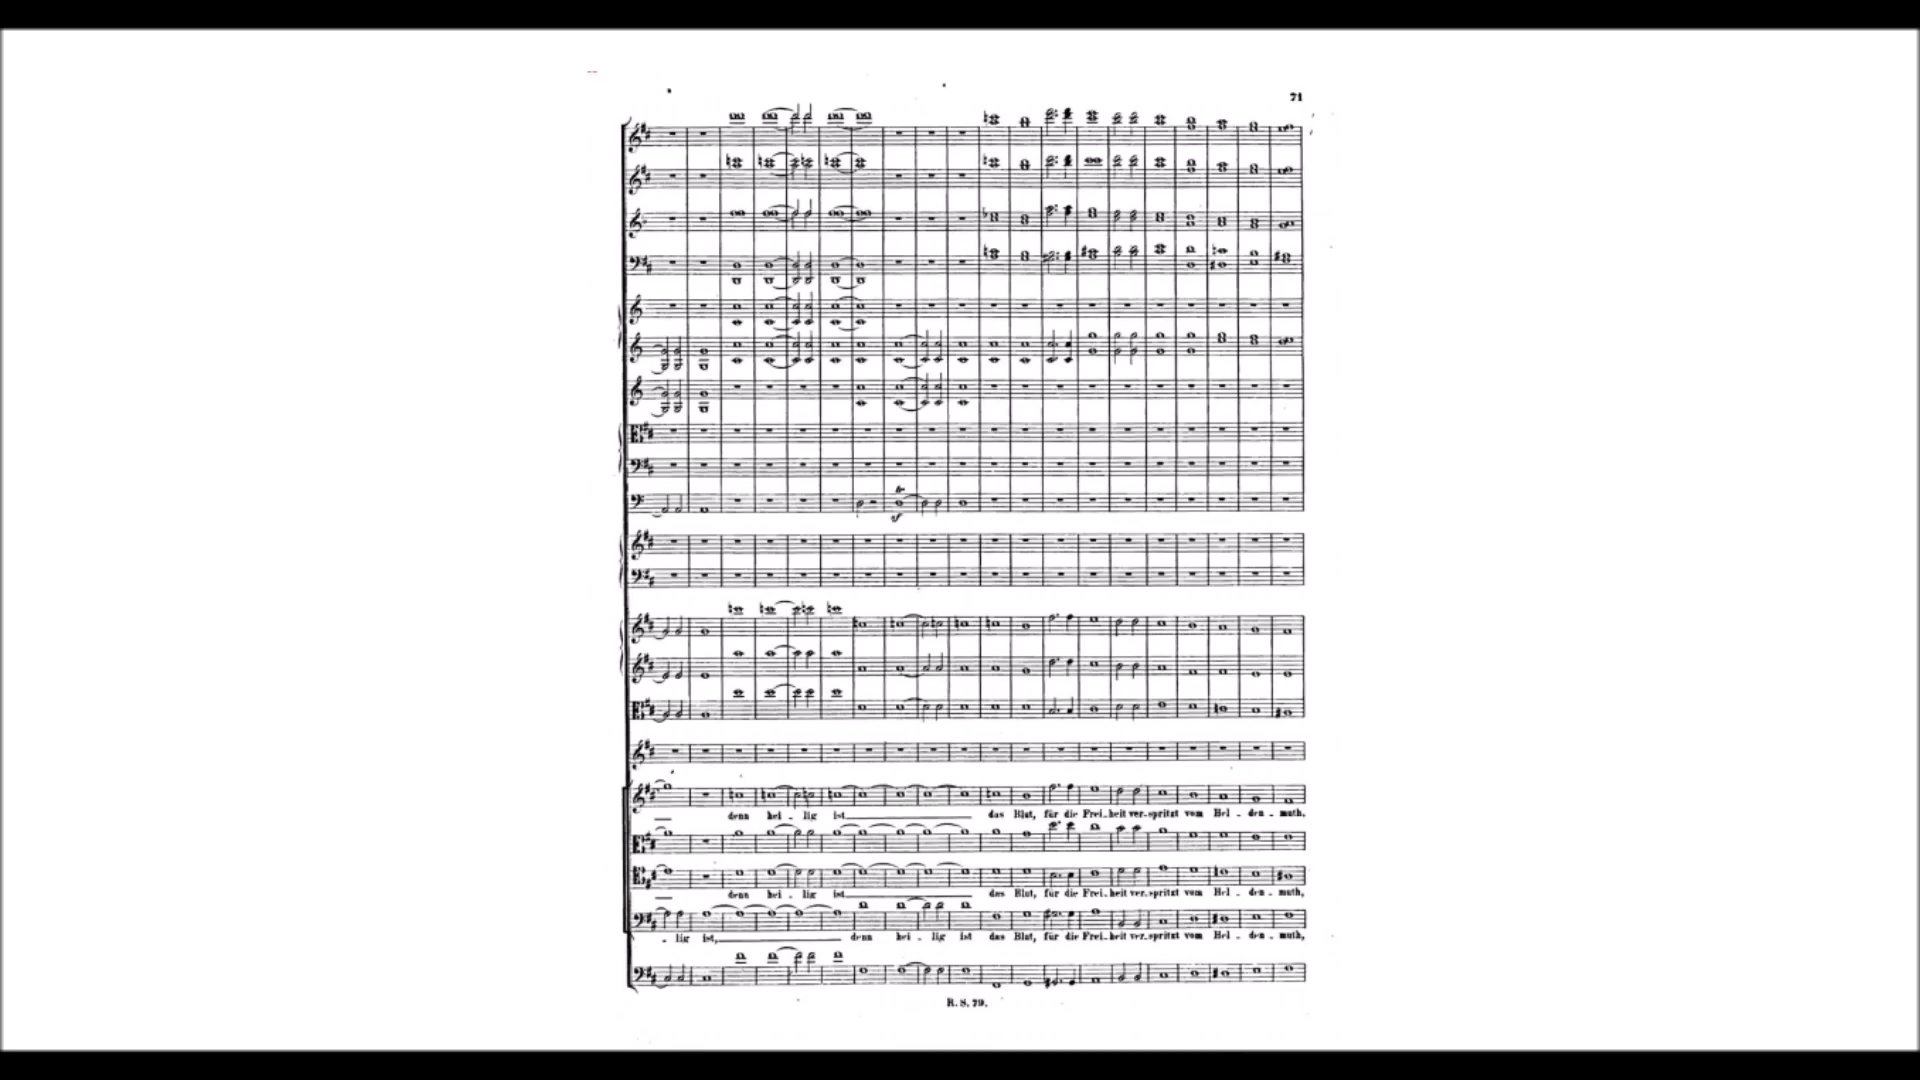 71
denn hei - lig ist das Blut, für die Frei-heit ver-spritzt vom Hel - den - muth,
denn hei - lig ist das Blut, für die Frei-heit ver-spritzt vom Hel - den - muth,
- lig ist, denn hei - lig ist das Blut, für die Frei-heit ver-spritzt vom Hel - den - muth,
R. S. 79.